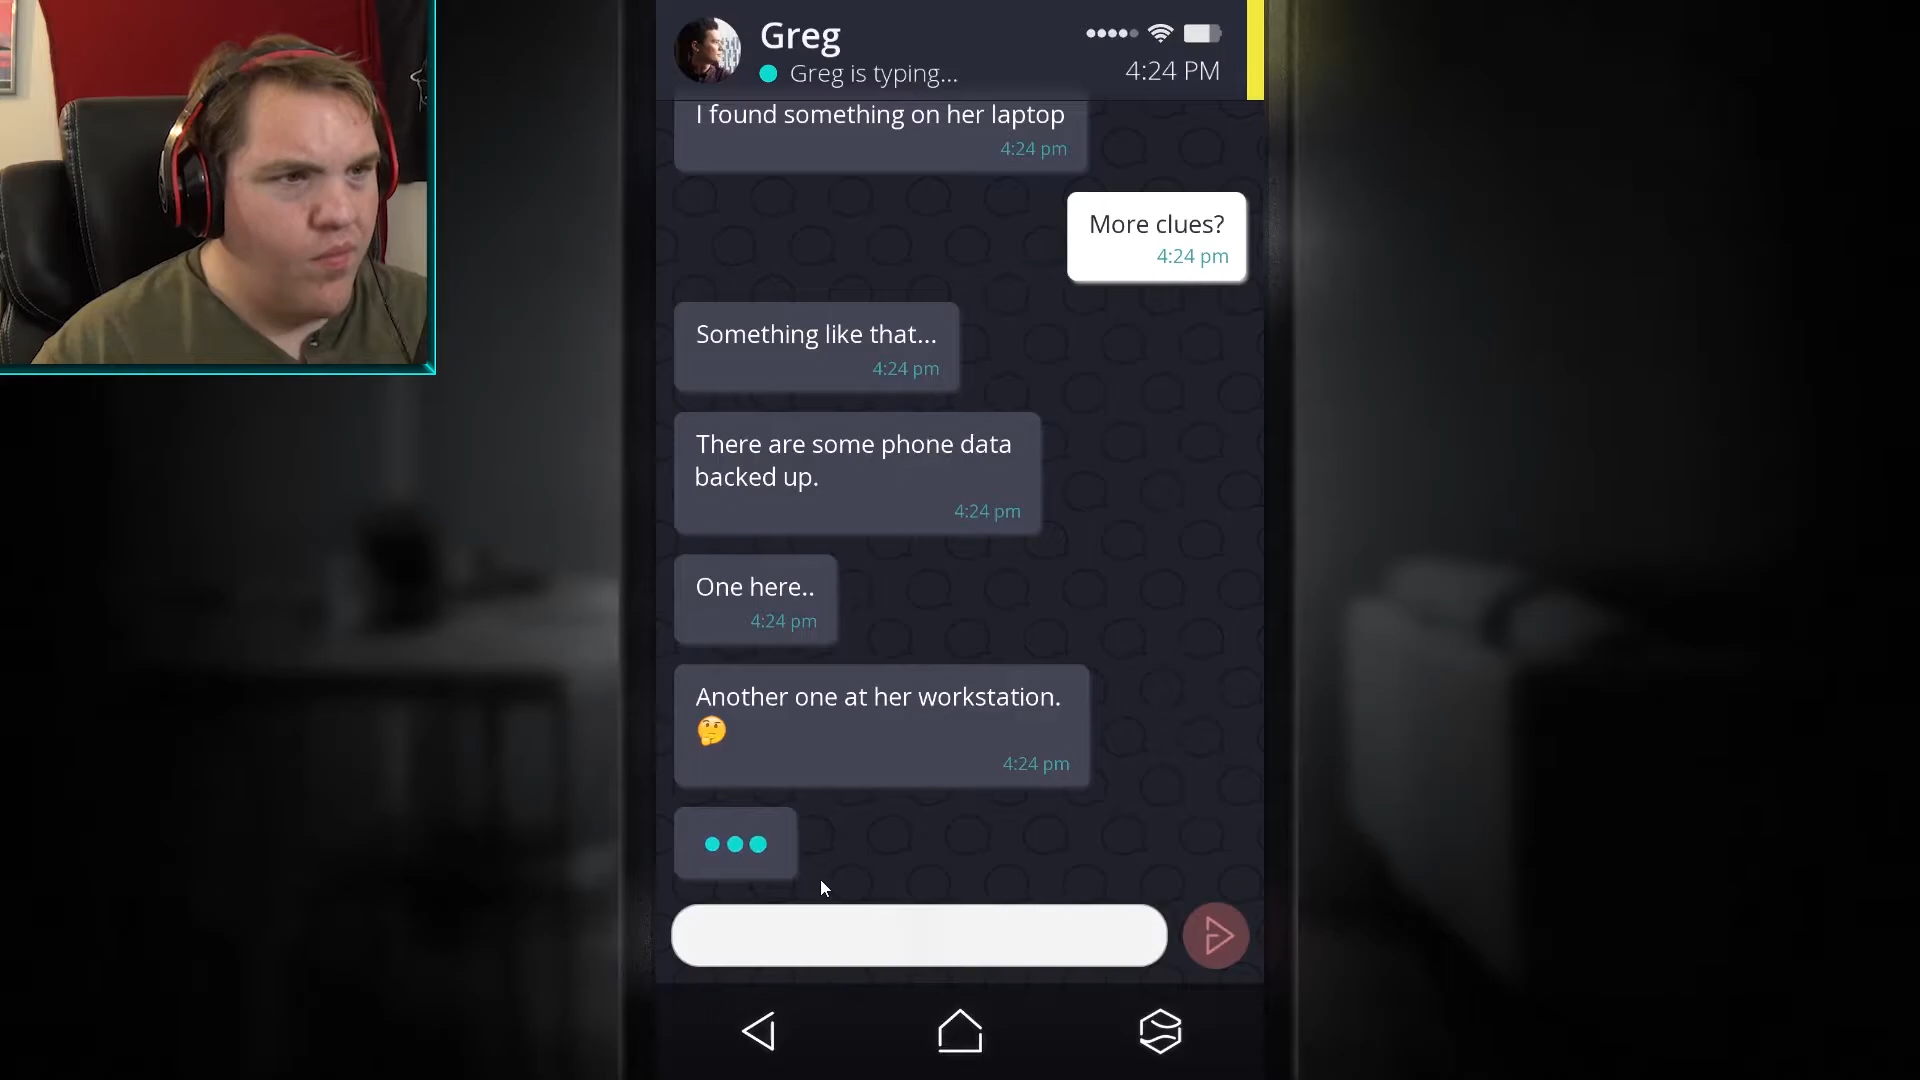 Greg
Greg is typing...
4:24 PM
I found something on her laptop
4:24 pm
More clues?
4:24 pm
Something like that...
4:24 pm
There are some phone data
backed up.
4:24 pm
One here..
4:24 pm
Another one at her workstation.
🤔
4:24 pm